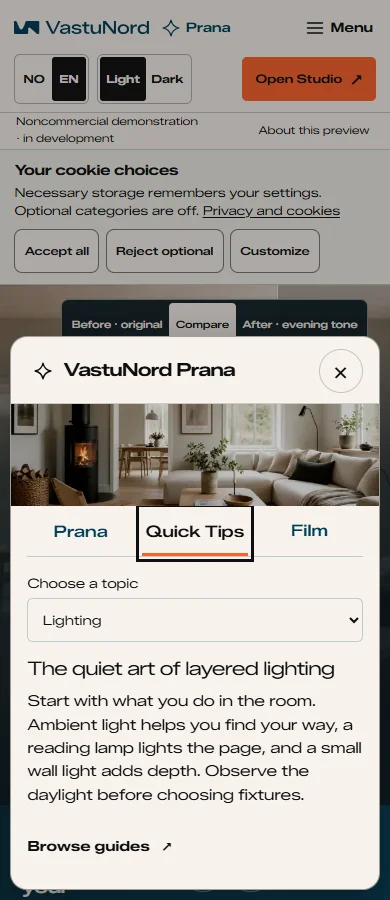 VastuNord Prana Menu
NO EN Light Dark Open Studio ↗
Noncommercial demonstration
· in development
About this preview
Your cookie choices
Necessary storage remembers your settings.
Optional categories are off. Privacy and cookies
Accept all Reject optional Customize
Before · original Compare After · evening tone
VastuNord Prana ×
Prana Quick Tips Film
Choose a topic
Lighting
The quiet art of layered lighting
Start with what you do in the room.
Ambient light helps you find your way, a
reading lamp lights the page, and a small
wall light adds depth. Observe the
daylight before choosing fixtures.
Browse guides ↗